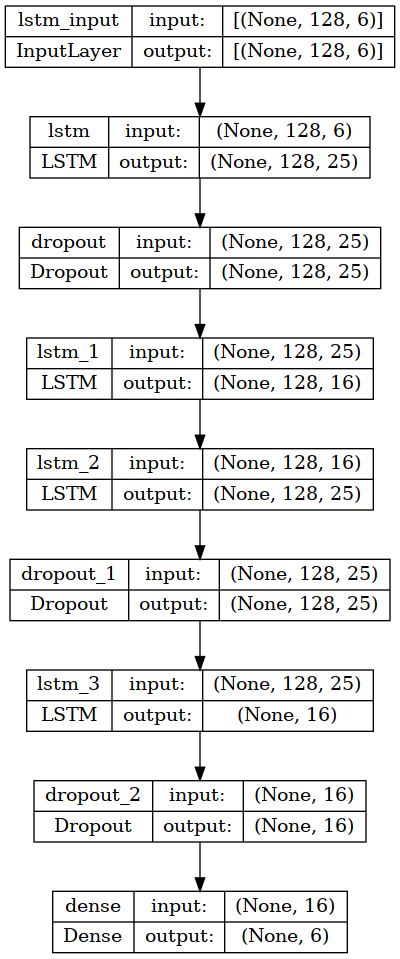 lstm_input input: [(None, 128, 6)]
InputLayer output: [(None, 128, 6)]
lstm input: (None, 128, 6)
LSTM output: (None, 128, 25)
dropout input: (None, 128, 25)
Dropout output: (None, 128, 25)
lstm_1 input: (None, 128, 25)
LSTM output: (None, 128, 16)
lstm_2 input: (None, 128, 16)
LSTM output: (None, 128, 25)
dropout_1 input: (None, 128, 25)
Dropout output: (None, 128, 25)
lstm_3 input: (None, 128, 25)
LSTM output: (None, 16)
dropout_2 input: (None, 16)
Dropout output: (None, 16)
dense input: (None, 16)
Dense output: (None, 6)